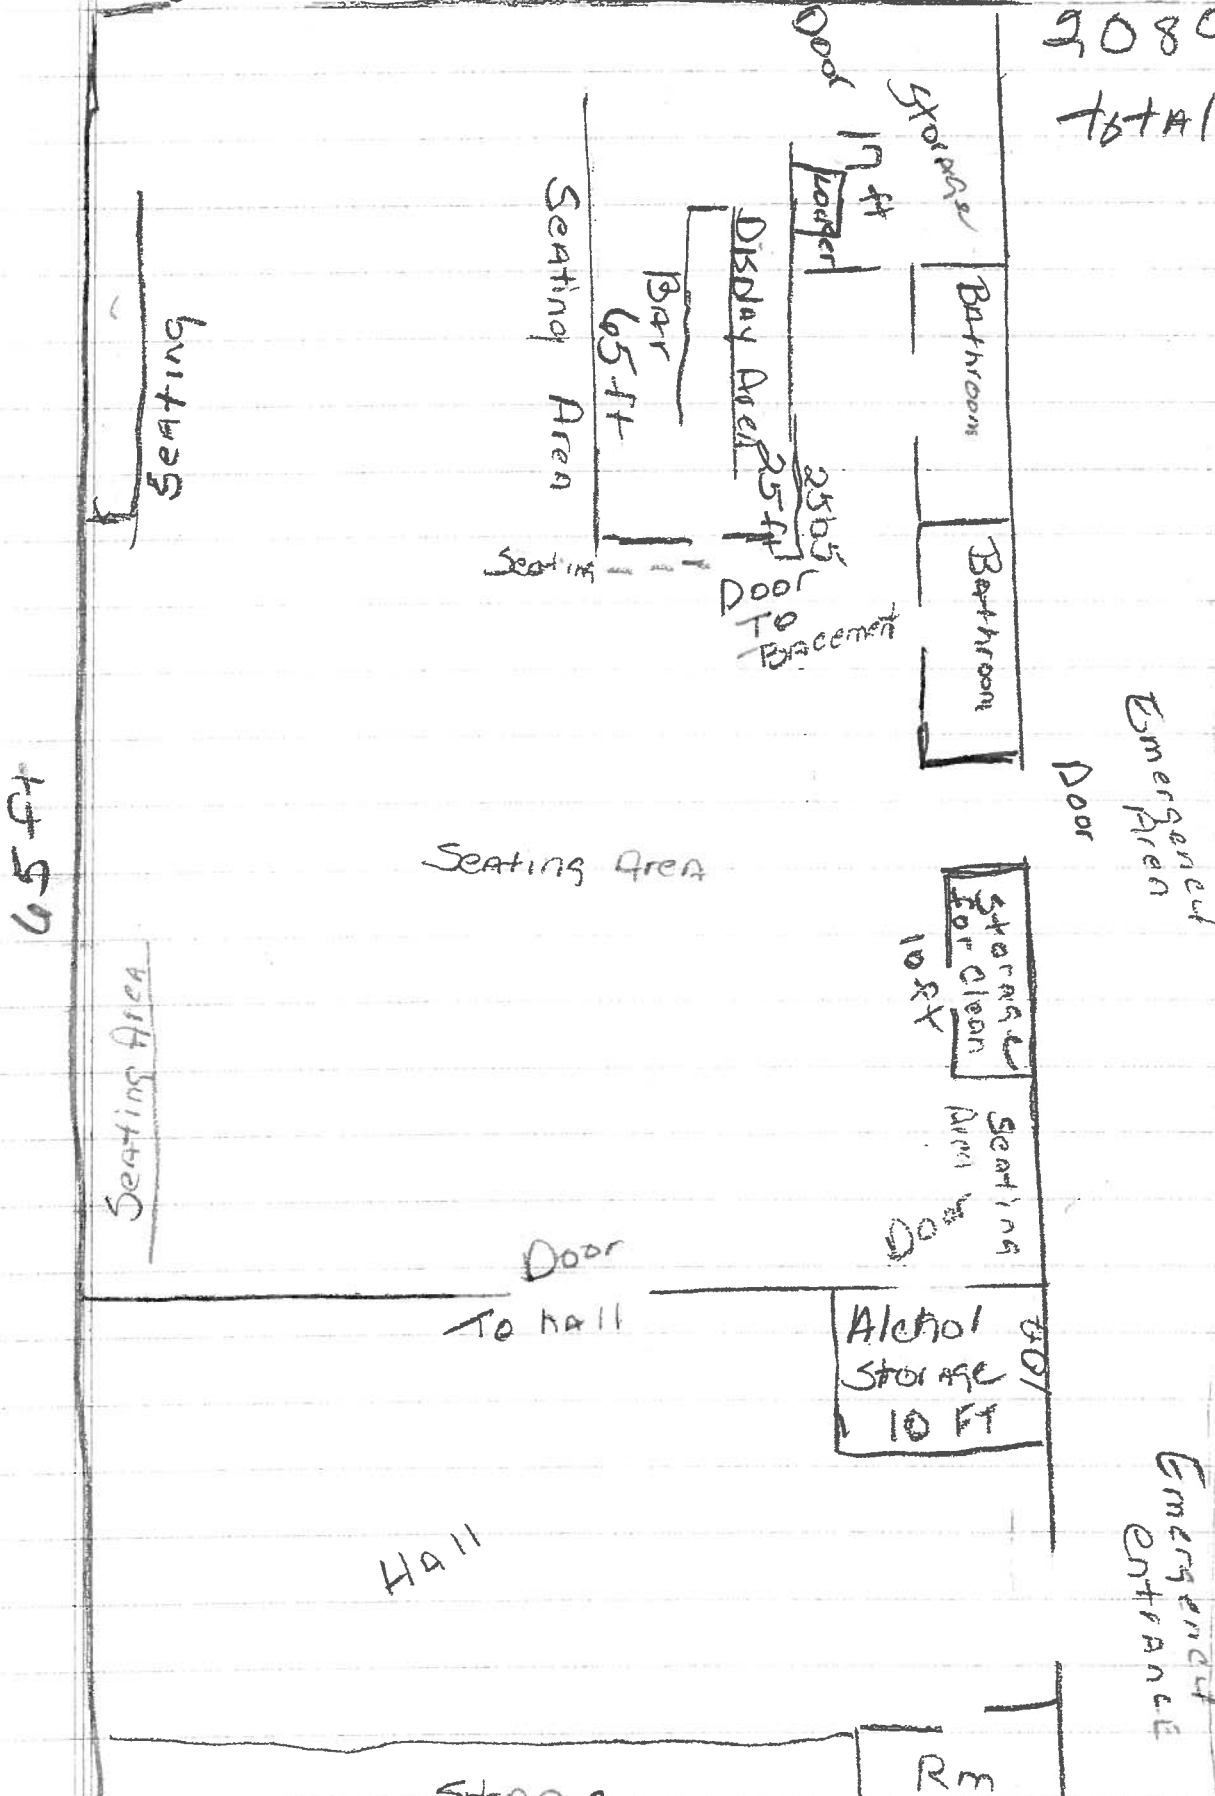 2080
total
Door
Storage
17 ft
Locker
Seating Area
Display Area
Bar
65 ft
25 ft
Bathroom
Seating
Seating
Door
To
Bacement
Bathroom
Emergency
Area
Door
65 ft
Seating Area
Storage
for Clean
10 ft
Seating Area
Seating
Door
Door
To hall
Alchol
Storage
10 Ft
Hall
Emergency
entrance
Rm